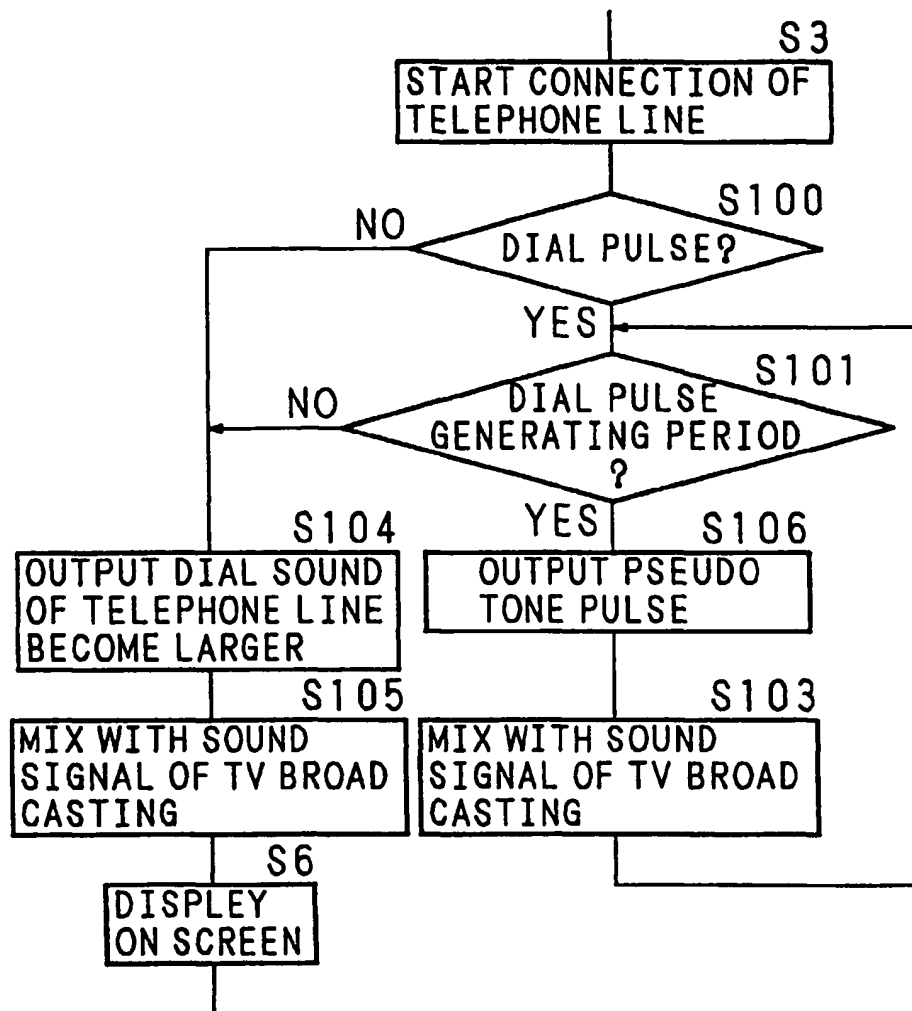 S3
START CONNECTION OF
TELEPHONE LINE
S100
NO
DIAL PULSE?
YES
S101
NO
DIAL PULSE
GENERATING PERIOD
?
YES
S104
OUTPUT DIAL SOUND
OF TELEPHONE LINE
BECOME LARGER
S106
OUTPUT PSEUDO
TONE PULSE
S105
MIX WITH SOUND
SIGNAL OF TV BROAD
CASTING
S103
MIX WITH SOUND
SIGNAL OF TV BROAD
CASTING
S6
DISPLEY
ON SCREEN